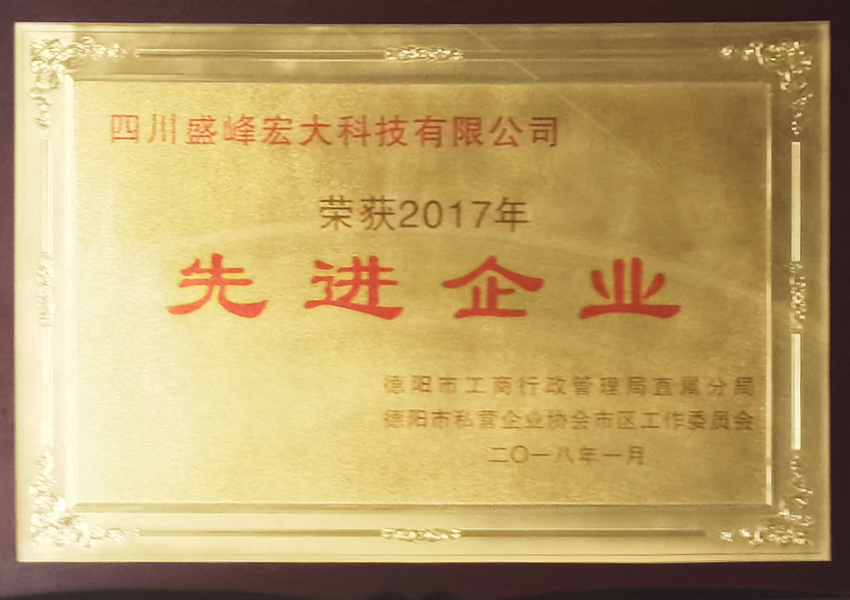 四川盛峰宏大科技有限公司
荣获2017年
先进企业
德阳市工商行政管理局直属分局
德阳市私营企业协会市区工作委员会
二〇一八年一月